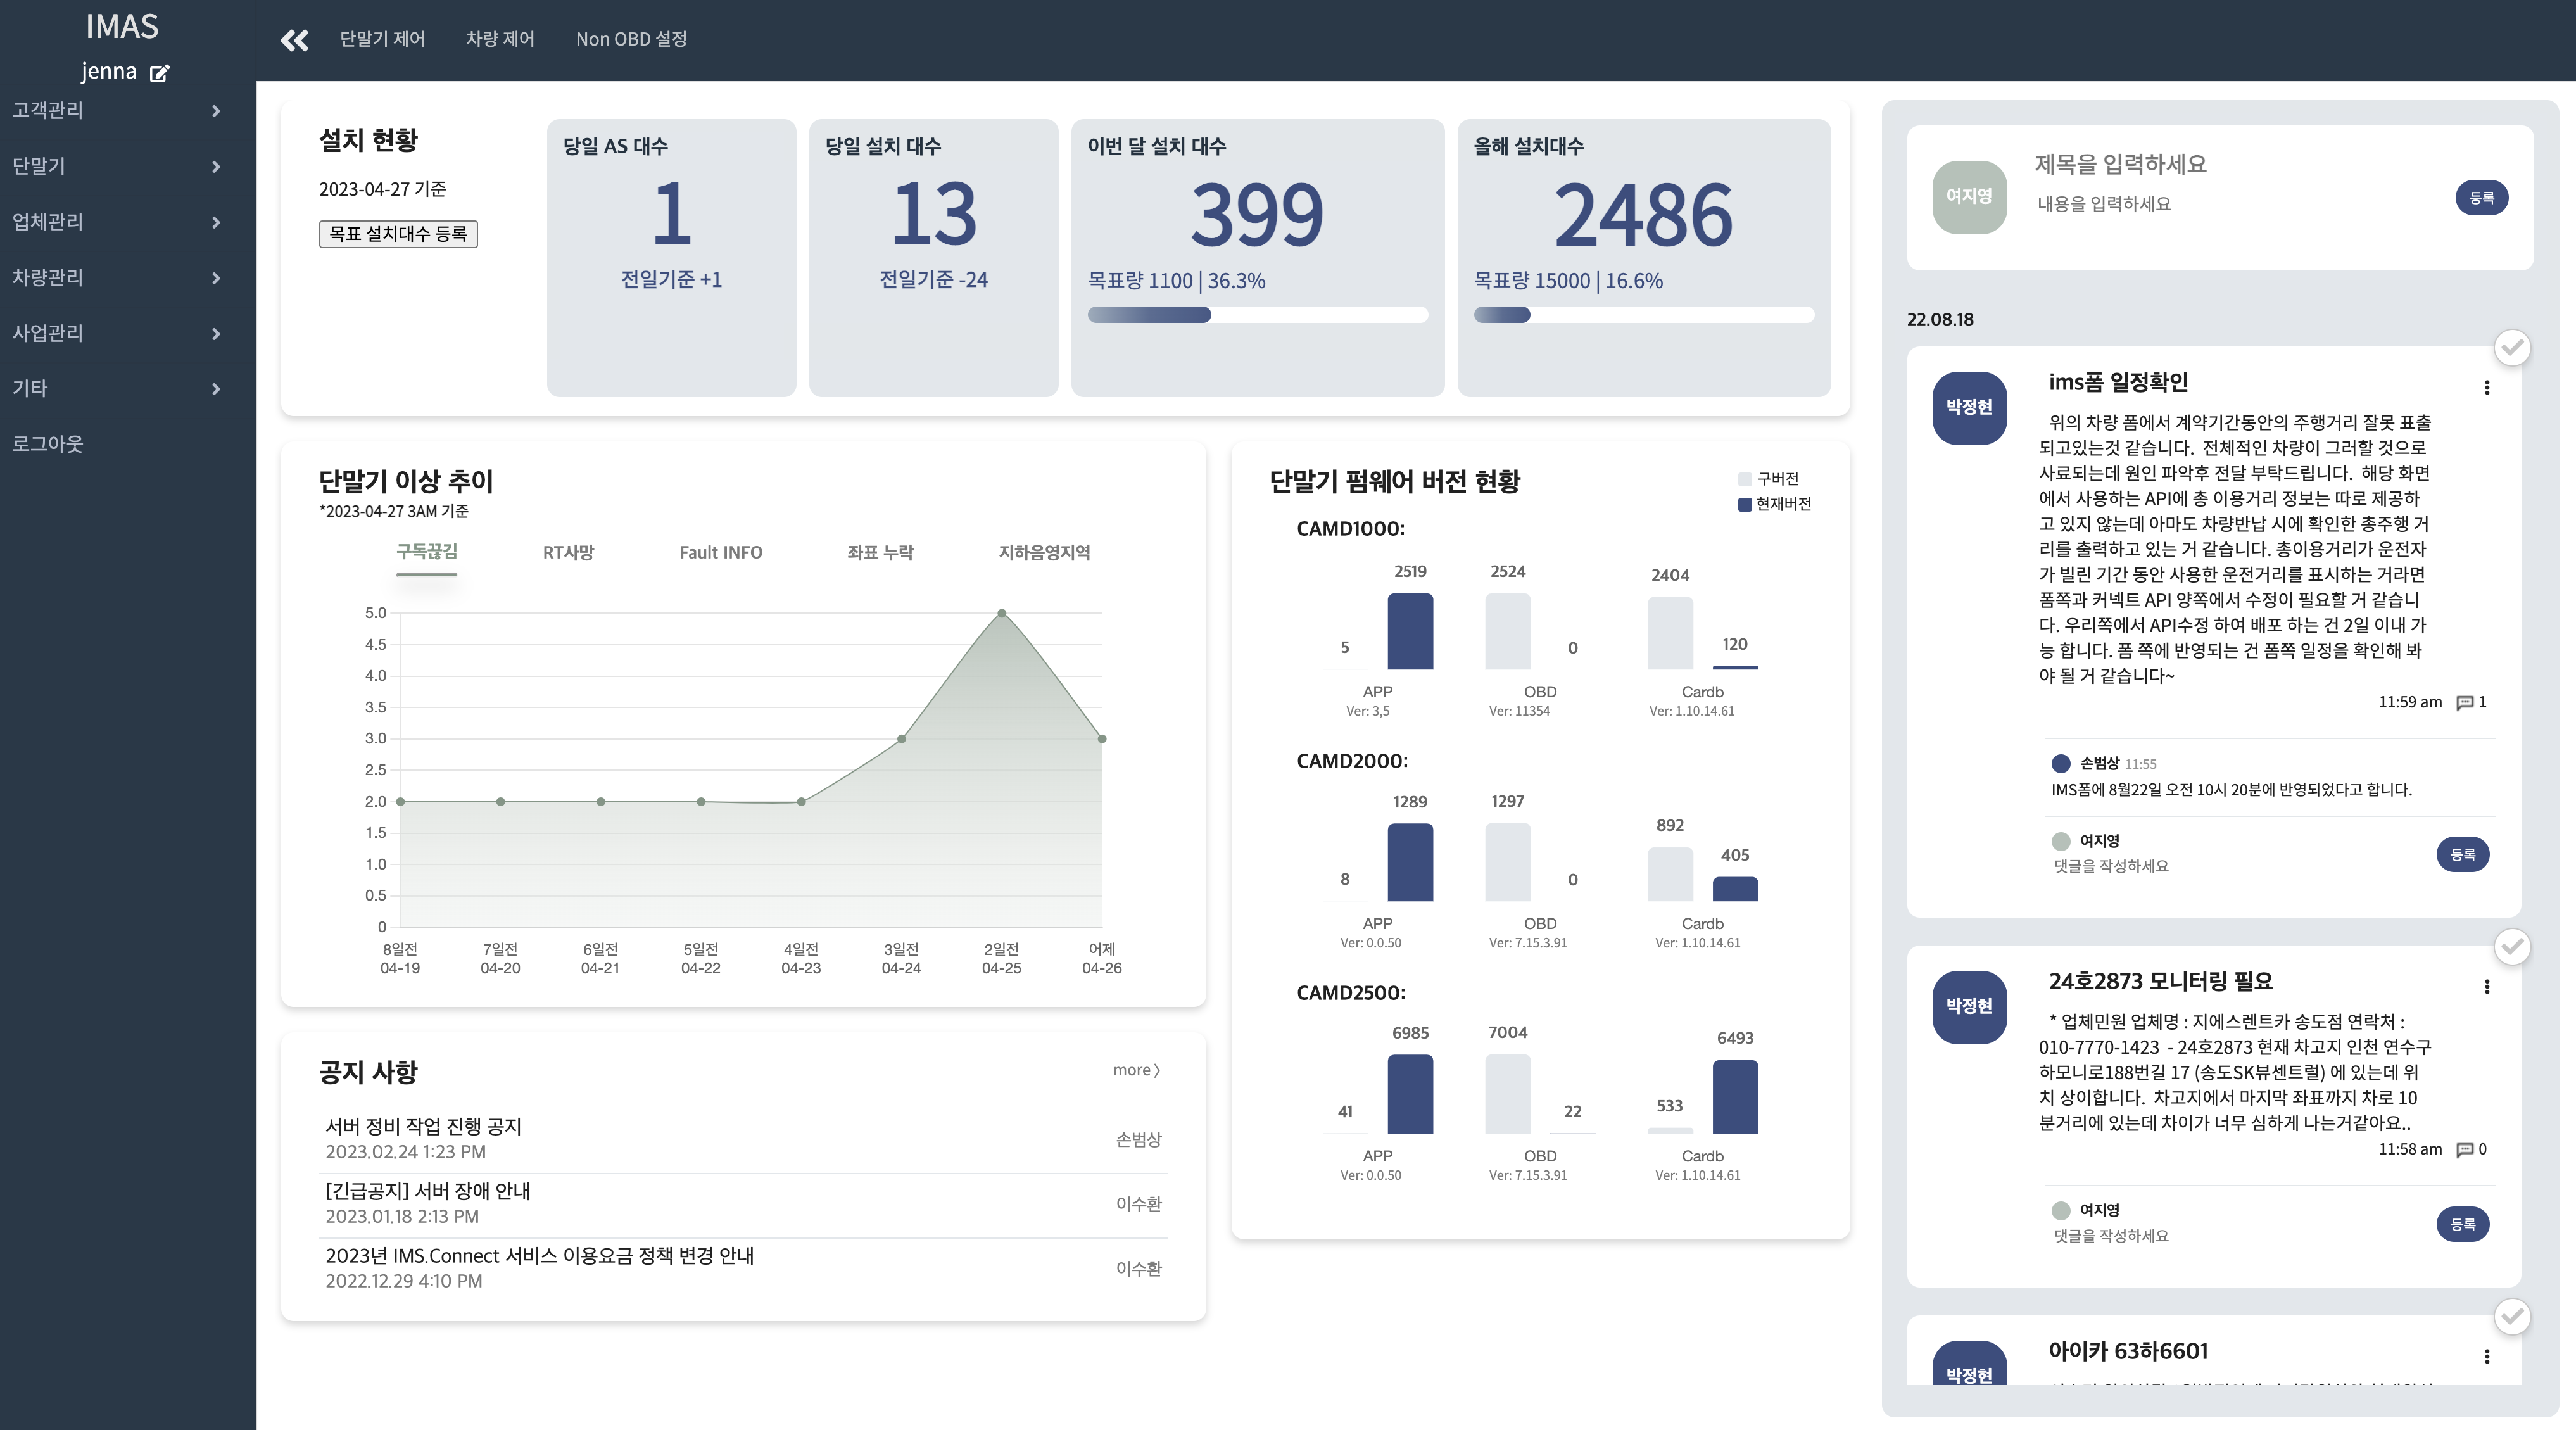 IMAS
jenna
고객관리
단말기
업체관리
차량관리
사업관리
기타
로그아웃
단말기 제어
차량 제어
Non OBD 설정
설치 현황
2023-04-27 기준
목표 설치대수 등록
당일 AS 대수
1
전일기준 +1
당일 설치 대수
13
전일기준 -24
이번 달 설치 대수
399
목표량 1100 | 36.3%
올해 설치대수
2486
목표량 15000 | 16.6%
단말기 이상 추이
*2023-04-27 3AM 기준
구독끊김
RT사망
Fault INFO
좌표 누락
지하음영지역
5.0
4.5
4.0
3.5
3.0
2.5
2.0
1.5
1.0
0.5
0
8일전 7일전 6일전 5일전 4일전 3일전 2일전 어제
04-19 04-20 04-21 04-22 04-23 04-24 04-25 04-26
공지 사항
more
서버 정비 작업 진행 공지
2023.02.24 1:23 PM
손범상
[긴급공지] 서버 장애 안내
2023.01.18 2:13 PM
이수환
2023년 IMS.Connect 서비스 이용요금 정책 변경 안내
2022.12.29 4:10 PM
이수환
단말기 펌웨어 버전 현황
구버전
현재버전
CAMD1000:
5 2519 2524 0 2404 120
APP OBD Cardb
Ver: 3,5 Ver: 11354 Ver: 1.10.14.61
CAMD2000:
8 1289 1297 0 892 405
APP OBD Cardb
Ver: 0.0.50 Ver: 7.15.3.91 Ver: 1.10.14.61
CAMD2500:
41 6985 7004 22 533 6493
APP OBD Cardb
Ver: 0.0.50 Ver: 7.15.3.91 Ver: 1.10.14.61
여지영
제목을 입력하세요
내용을 입력하세요
등록
22.08.18
박정현
ims폼 일정확인
위의 차량 폼에서 계약기간동안의 주행거리 잘못 표출
되고있는것 같습니다. 전체적인 차량이 그러할 것으로
사료되는데 원인 파악후 전달 부탁드립니다. 해당 화면
에서 사용하는 API에 총 이용거리 정보는 따로 제공하
고 있지 않는데 아마도 차량반납 시에 확인한 총주행 거
리를 출력하고 있는 거 같습니다. 총이용거리가 운전자
가 빌린 기간 동안 사용한 운전거리를 표시하는 거라면
폼쪽과 커넥트 API 양쪽에서 수정이 필요할 거 같습니
다. 우리쪽에서 API수정 하여 배포 하는 건 2일 이내 가
능 합니다. 폼 쪽에 반영되는 건 폼쪽 일정을 확인해 봐
야 될 거 같습니다~
11:59 am 1
손범상 11:55
IMS폼에 8월22일 오전 10시 20분에 반영되었다고 합니다.
여지영
댓글을 작성하세요
등록
박정현
24호2873 모니터링 필요
* 업체민원 업체명 : 지에스렌트카 송도점 연락처 :
010-7770-1423 - 24호2873 현재 차고지 인천 연수구
하모니로188번길 17 (송도SK뷰센트럴) 에 있는데 위
치 상이합니다. 차고지에서 마지막 좌표까지 차로 10
분거리에 있는데 차이가 너무 심하게 나는거같아요..
11:58 am 0
여지영
댓글을 작성하세요
등록
박정현
아이카 63하6601